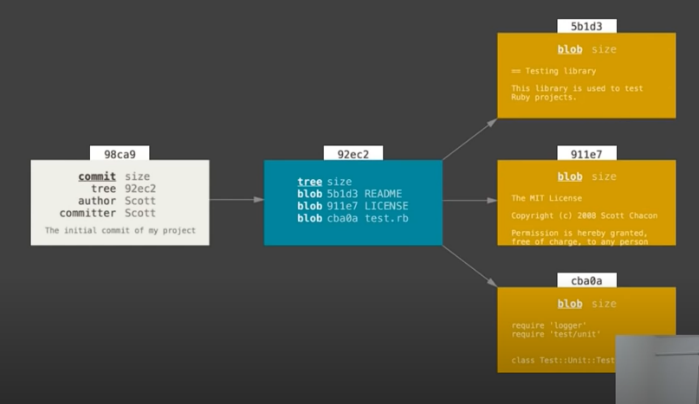 98ca9
commit size
tree 92ec2
author Scott
committer Scott
The initial commit of my project
92ec2
tree size
blob 5b1d3 README
blob 911e7 LICENSE
blob cba0a test.rb
5b1d3
blob size
== Testing library
This library is used to test
Ruby projects.
911e7
blob size
The MIT License
Copyright (c) 2008 Scott Chacon
Permission is hereby granted,
free of charge, to any person
cba0a
blob size
require 'logger'
require 'test/unit'
class Test::Unit::Test